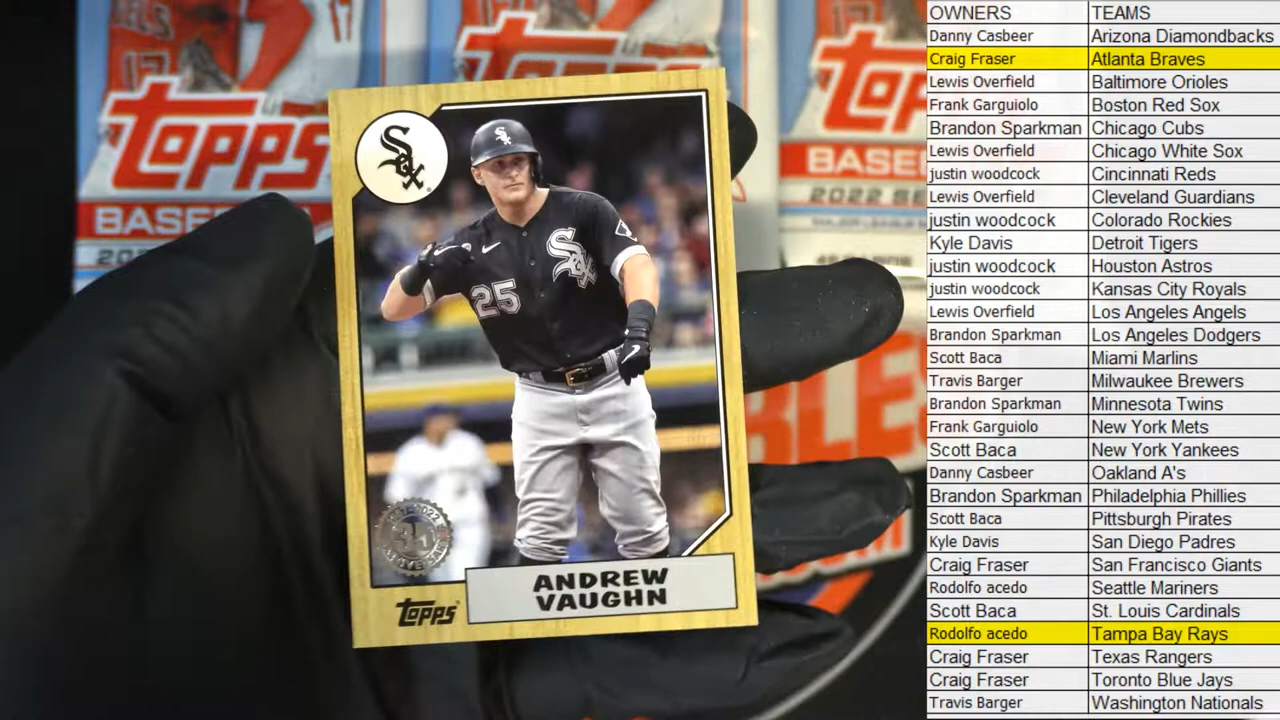 TOPPS
TOPPS
TOPPS
BASEBALL
2022
Sox
Sox
Sox
25
35
TOPPS
ANDREW
VAUGHN
OWNERS TEAMS
Danny Casbeer Arizona Diamondbacks
Craig Fraser Atlanta Braves
Lewis Overfield Baltimore Orioles
Frank Garguiolo Boston Red Sox
Brandon Sparkman Chicago Cubs
Lewis Overfield Chicago White Sox
justin woodcock Cincinnati Reds
Lewis Overfield Cleveland Guardians
justin woodcock Colorado Rockies
Kyle Davis Detroit Tigers
justin woodcock Houston Astros
justin woodcock Kansas City Royals
Lewis Overfield Los Angeles Angels
Brandon Sparkman Los Angeles Dodgers
Scott Baca Miami Marlins
Travis Barger Milwaukee Brewers
Brandon Sparkman Minnesota Twins
Frank Garguiolo New York Mets
Scott Baca New York Yankees
Danny Casbeer Oakland A's
Brandon Sparkman Philadelphia Phillies
Scott Baca Pittsburgh Pirates
Kyle Davis San Diego Padres
Craig Fraser San Francisco Giants
Rodolfo acedo Seattle Mariners
Scott Baca St. Louis Cardinals
Rodolfo acedo Tampa Bay Rays
Craig Fraser Texas Rangers
Craig Fraser Toronto Blue Jays
Travis Barger Washington Nationals